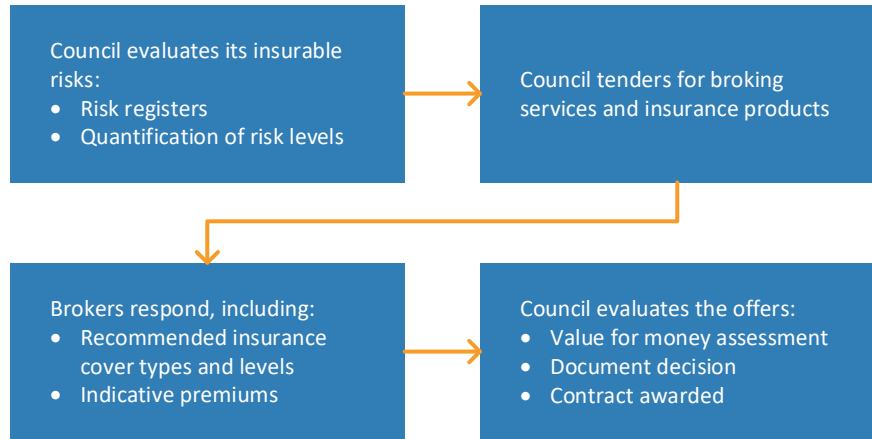 Council evaluates its insurable
risks:
• Risk registers
• Quantification of risk levels
Council tenders for broking
services and insurance products
Brokers respond, including:
• Recommended insurance
cover types and levels
• Indicative premiums
Council evaluates the offers:
• Value for money assessment
• Document decision
• Contract awarded